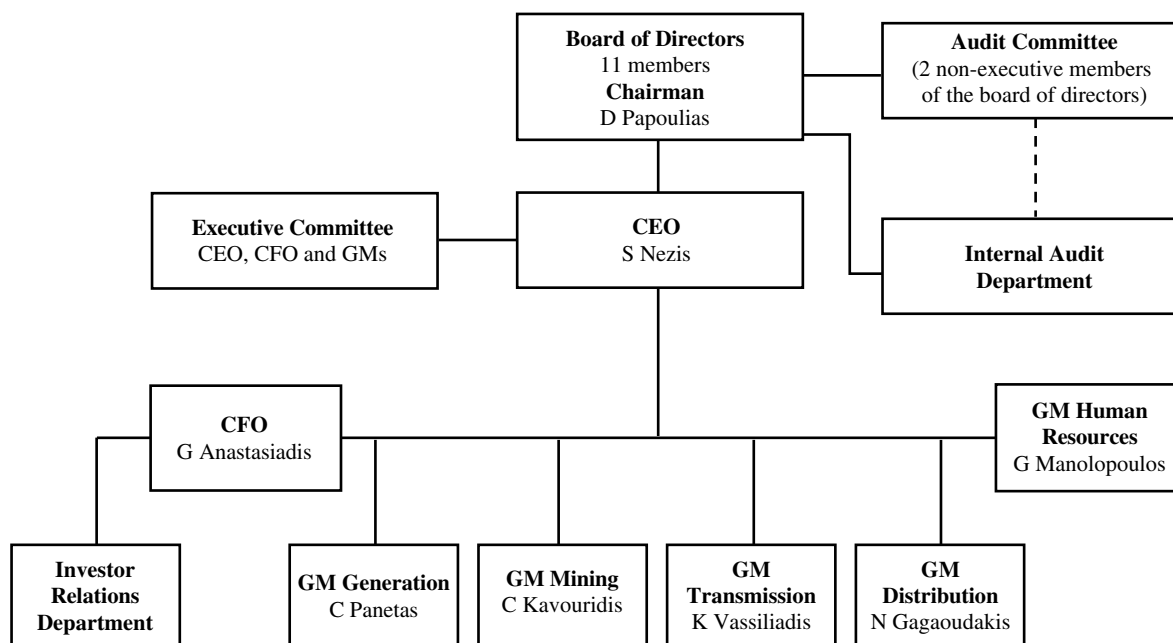 Board of Directors
11 members
Chairman
D Papoulias
Audit Committee
(2 non-executive members
of the board of directors)
Executive Committee
CEO, CFO and GMs
CEO
S Nezis
Internal Audit
Department
CFO
G Anastasiadis
GM Human
Resources
G Manolopoulos
Investor
Relations
Department
GM Generation
C Panetas
GM Mining
C Kavouridis
GM
Transmission
K Vassiliadis
GM
Distribution
N Gagaoudakis